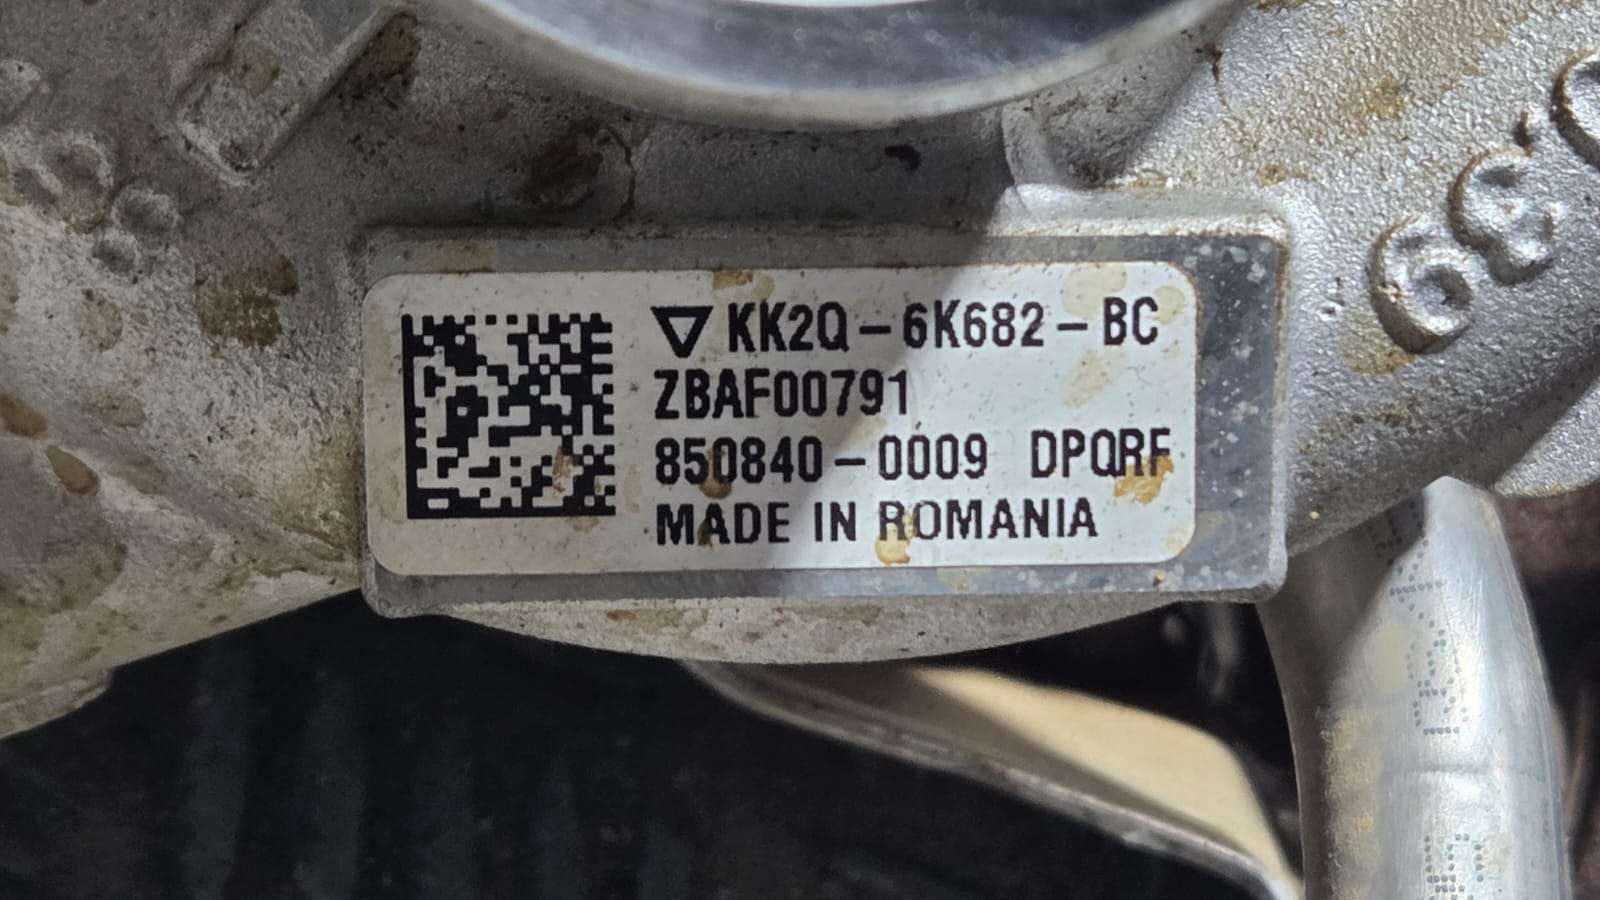 ▽ KK2Q-6K682-BC
ZBAF00791
850840-0009 DPQRF
MADE IN ROMANIA